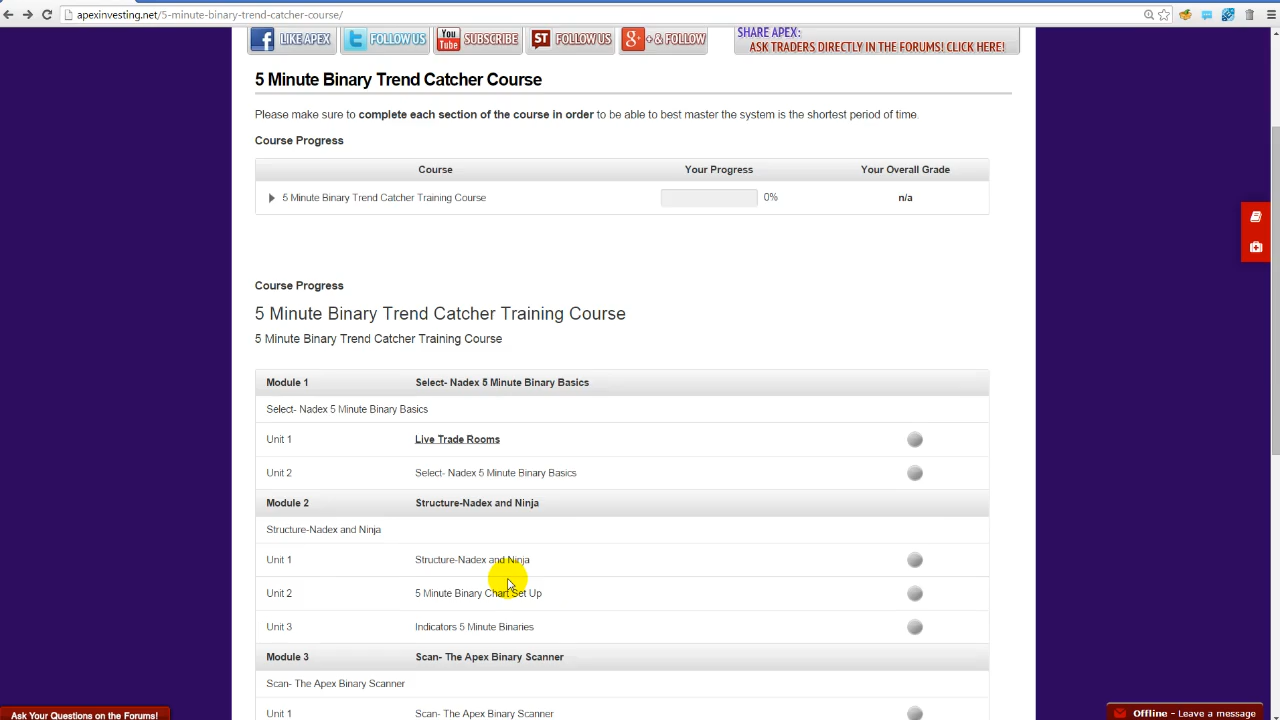 apexinvesting.net/5-minute-binary-trend-catcher-course/
LIKE APEX
FOLLOW US
You Tube SUBSCRIBE
ST FOLLOW US
g+ + & FOLLOW
SHARE APEX:
ASK TRADERS DIRECTLY IN THE FORUMS! CLICK HERE!
5 Minute Binary Trend Catcher Course
Please make sure to complete each section of the course in order to be able to best master the system is the shortest period of time.
Course Progress
Course Your Progress Your Overall Grade
5 Minute Binary Trend Catcher Training Course 0% n/a
Course Progress
5 Minute Binary Trend Catcher Training Course
5 Minute Binary Trend Catcher Training Course
Module 1 Select- Nadex 5 Minute Binary Basics
Select- Nadex 5 Minute Binary Basics
Unit 1 Live Trade Rooms
Unit 2 Select- Nadex 5 Minute Binary Basics
Module 2 Structure-Nadex and Ninja
Structure-Nadex and Ninja
Unit 1 Structure-Nadex and Ninja
Unit 2 5 Minute Binary Chart Set Up
Unit 3 Indicators 5 Minute Binaries
Module 3 Scan- The Apex Binary Scanner
Scan- The Apex Binary Scanner
Unit 1 Scan- The Apex Binary Scanner
Ask Your Questions on the Forums!
Offline - Leave a message